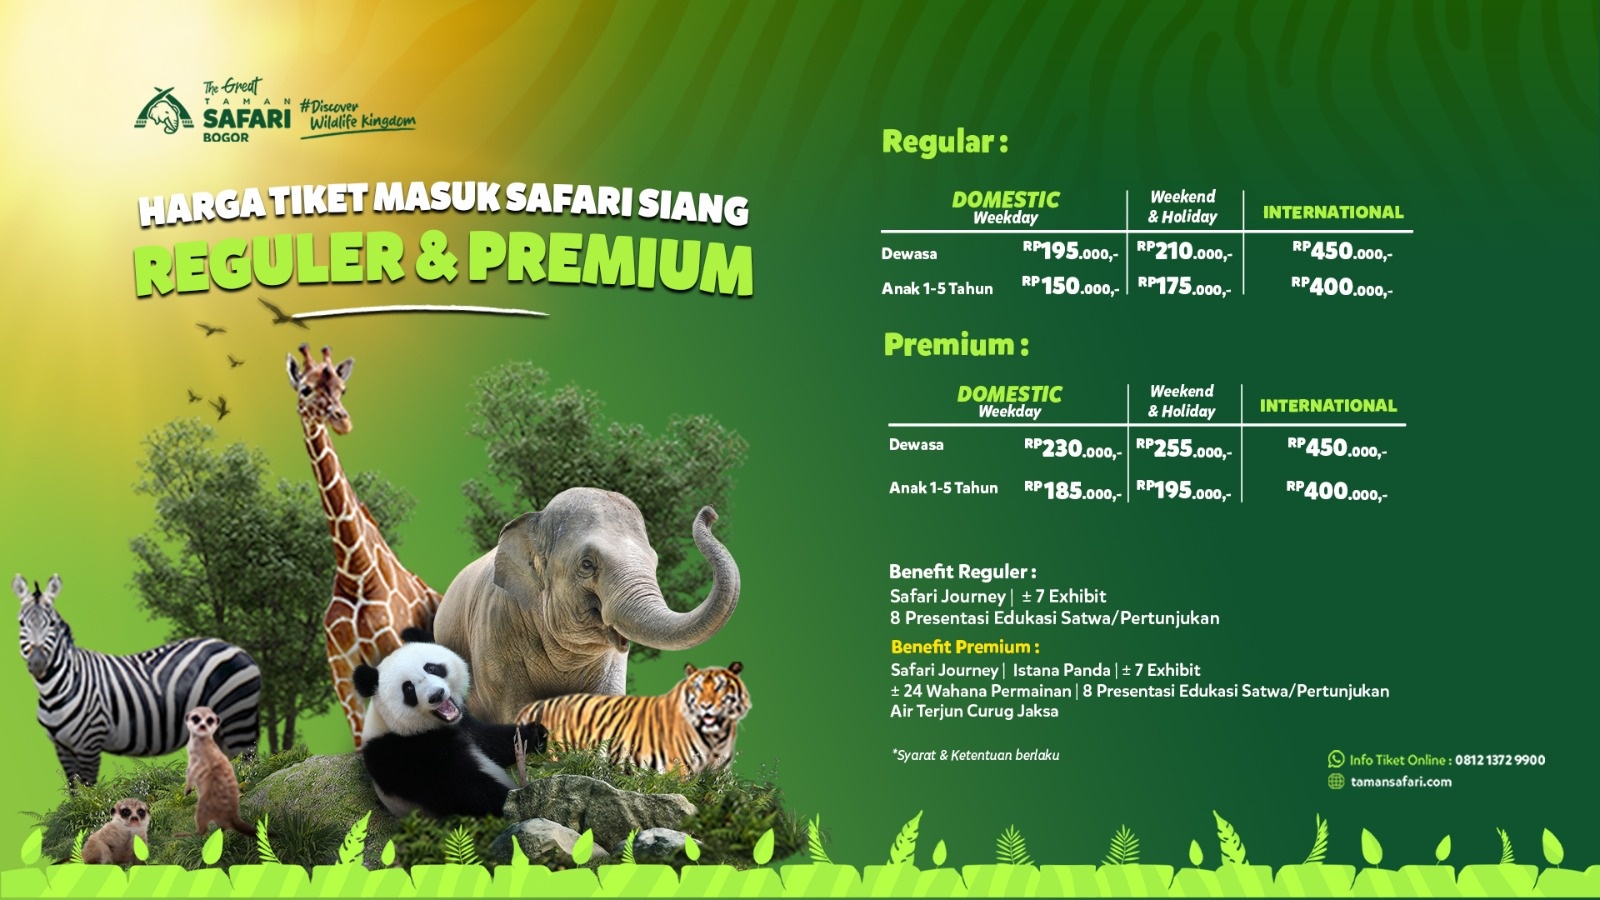 The Great
TAMAN
SAFARI
BOGOR
#Discover
Wildlife Kingdom
HARGA TIKET MASUK SAFARI SIANG
REGULER & PREMIUM
Regular :
DOMESTIC
Weekday
Weekend
& Holiday
INTERNATIONAL
Dewasa RP195.000,- RP210.000,- RP450.000,-
Anak 1-5 Tahun RP150.000,- RP175.000,- RP400.000,-
Premium :
DOMESTIC
Weekday
Weekend
& Holiday
INTERNATIONAL
Dewasa RP230.000,- RP255.000,- RP450.000,-
Anak 1-5 Tahun RP185.000,- RP195.000,- RP400.000,-
Benefit Reguler :
Safari Journey | ± 7 Exhibit
8 Presentasi Edukasi Satwa/Pertunjukan
Benefit Premium :
Safari Journey | Istana Panda | ± 7 Exhibit
± 24 Wahana Permainan | 8 Presentasi Edukasi Satwa/Pertunjukan
Air Terjun Curug Jaksa
*Syarat & Ketentuan berlaku
Info Tiket Online : 0812 1372 9900
tamansafari.com